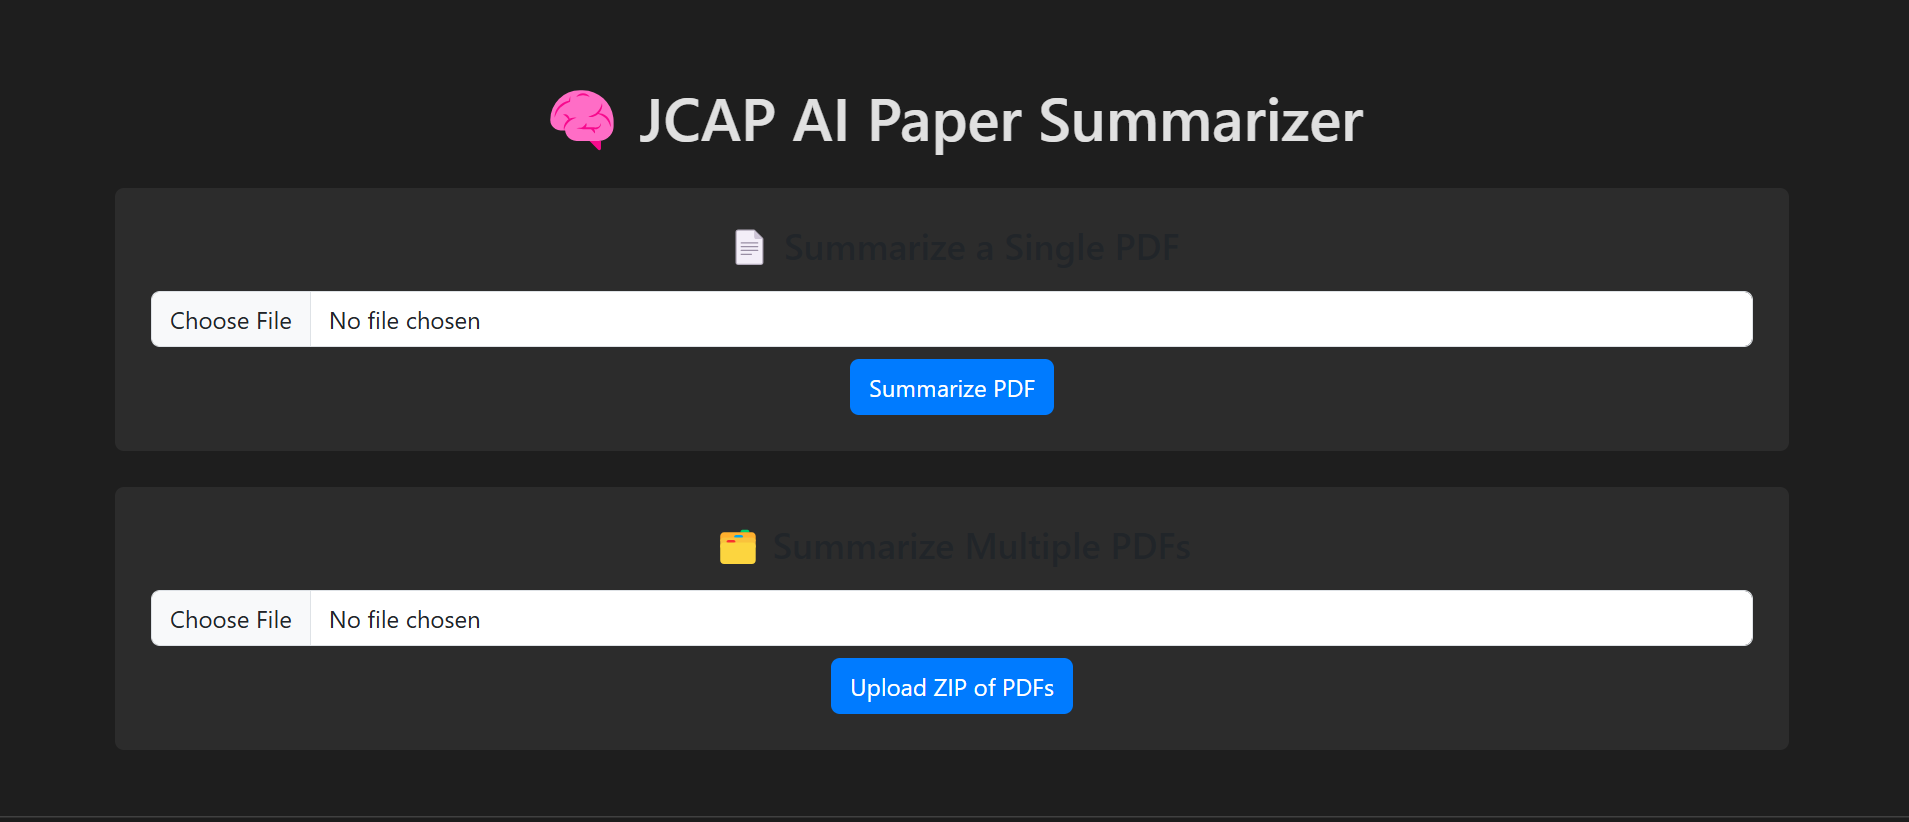 JCAP AI Paper Summarizer
Summarize a Single PDF
Choose File No file chosen
Summarize PDF
Summarize Multiple PDFs
Choose File No file chosen
Upload ZIP of PDFs